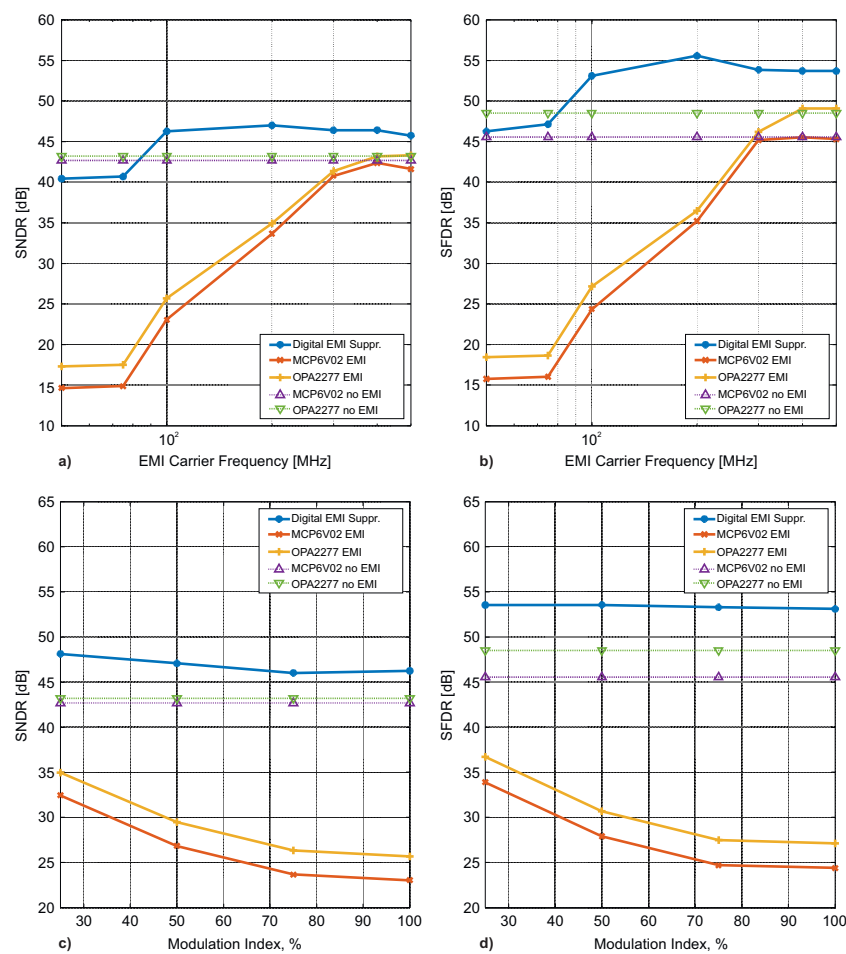 60
55
50
45
40
35
30
25
20
15
10
SNDR [dB]
Digital EMI Suppr.
MCP6V02 EMI
OPA2277 EMI
MCP6V02 no EMI
OPA2277 no EMI
10²
a) EMI Carrier Frequency [MHz]
60
55
50
45
40
35
30
25
20
15
10
SFDR [dB]
Digital EMI Suppr.
MCP6V02 EMI
OPA2277 EMI
MCP6V02 no EMI
OPA2277 no EMI
10²
b) EMI Carrier Frequency [MHz]
65
60
55
50
45
40
35
30
25
20
SNDR [dB]
Digital EMI Suppr.
MCP6V02 EMI
OPA2277 EMI
MCP6V02 no EMI
OPA2277 no EMI
30 40 50 60 70 80 90 100
c) Modulation Index, %
65
60
55
50
45
40
35
30
25
20
SFDR [dB]
Digital EMI Suppr.
MCP6V02 EMI
OPA2277 EMI
MCP6V02 no EMI
OPA2277 no EMI
30 40 50 60 70 80 90 100
d) Modulation Index, %